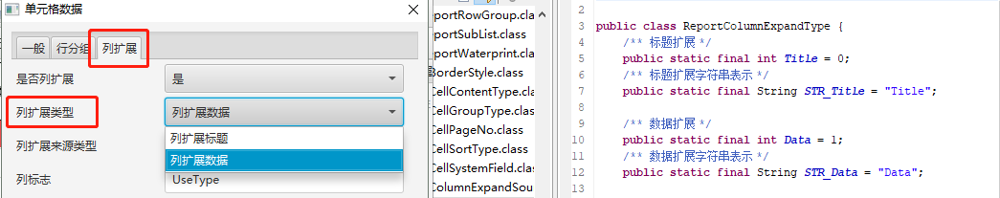 单元格数据
一般 行分组 列扩展
是否列扩展 是
列扩展类型 列扩展数据
列扩展标题
列扩展来源类型
列扩展数据
列标志 UseType
eportRowGroup.class
eportSubList.class
eportWaterprint.class
BorderStyle.class
CellContentType.c
CellGroupType.cla
CellPageNo.class
CellSortType.class
CellSystemField.cla
ColumnExpandSou
2
3 public class ReportColumnExpandType {
4 /** 标题扩展 */
5 public static final int Title = 0;
6 /** 标题扩展字符串表示 */
7 public static final String STR_Title = "Title";
8
9 /** 数据扩展 */
10 public static final int Data = 1;
11 /** 数据扩展字符串表示 */
12 public static final String STR_Data = "Data";
13